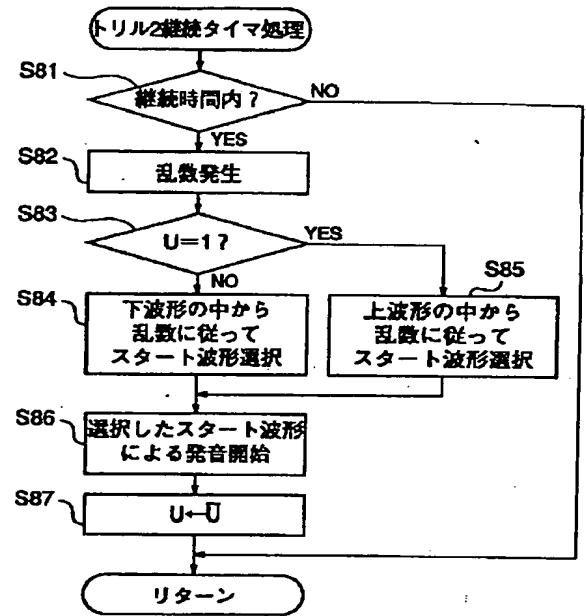 トリル2継続タイマ処理
S81
継続時間内？
NO
YES
S82
乱数発生
S83
U=1？
YES
NO
S84
下波形の中から
乱数に従って
スタート波形選択
S85
上波形の中から
乱数に従って
スタート波形選択
S86
選択したスタート波形
による発音開始
S87
U←U̅
リターン